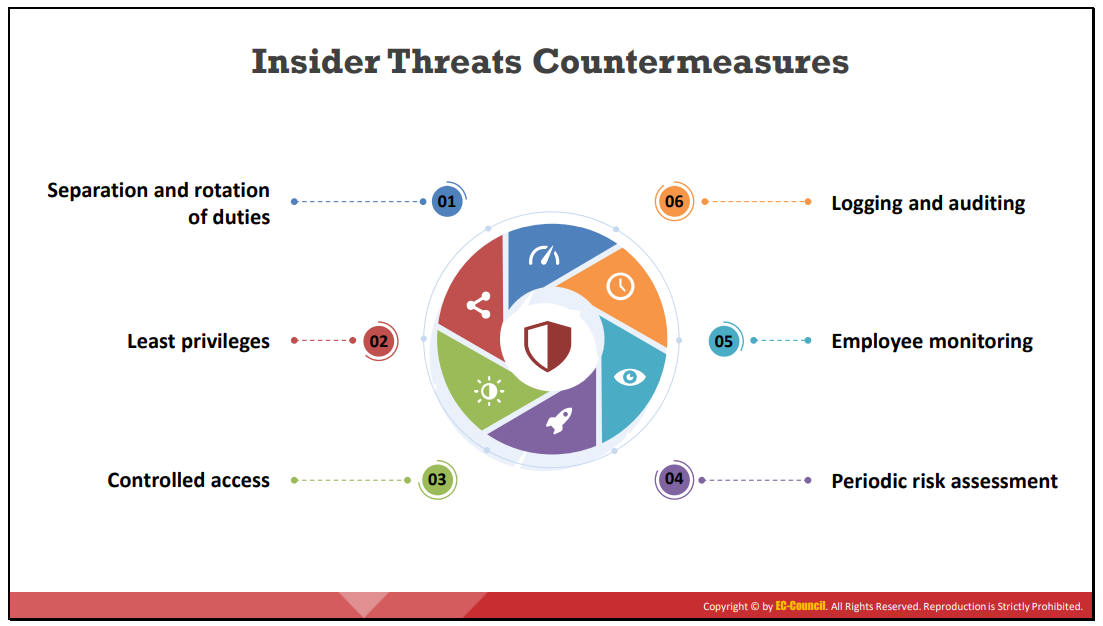 Insider Threats Countermeasures
Separation and rotation
of duties
01
Least privileges
02
Controlled access
03
06
Logging and auditing
05
Employee monitoring
04
Periodic risk assessment
Copyright © by EC-Council. All Rights Reserved. Reproduction is Strictly Prohibited.